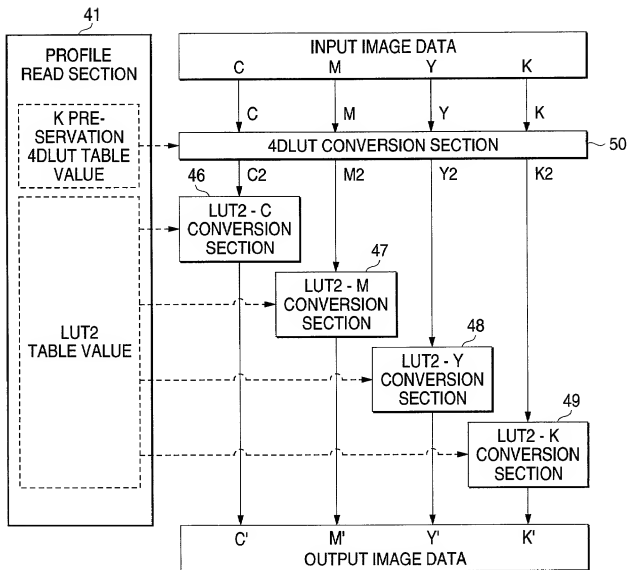 41
PROFILE
READ SECTION
K PRE-
SERVATION
4DLUT TABLE
VALUE
LUT2
TABLE VALUE
INPUT IMAGE DATA
C M Y K
C M Y K
4DLUT CONVERSION SECTION
50
C2 M2 Y2 K2
46
LUT2 - C
CONVERSION
SECTION
47
LUT2 - M
CONVERSION
SECTION
48
LUT2 - Y
CONVERSION
SECTION
49
LUT2 - K
CONVERSION
SECTION
C' M' Y' K'
OUTPUT IMAGE DATA